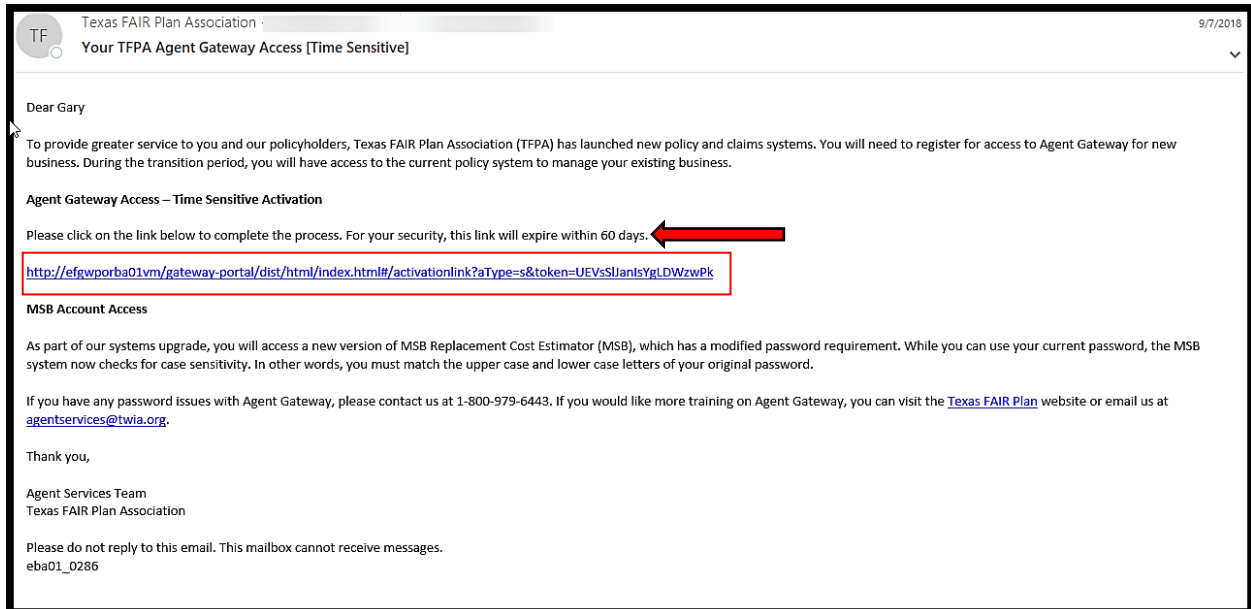 TF
Texas FAIR Plan Association
9/7/2018
Your TFPA Agent Gateway Access [Time Sensitive]
Dear Gary
To provide greater service to you and our policyholders, Texas FAIR Plan Association (TFPA) has launched new policy and claims systems. You will need to register for access to Agent Gateway for new
business. During the transition period, you will have access to the current policy system to manage your existing business.
Agent Gateway Access – Time Sensitive Activation
Please click on the link below to complete the process. For your security, this link will expire within 60 days.
http://efgwporba01vm/gateway-portal/dist/html/index.html#/activationlink?aType=s&token=UEVsSlJanIsYgLDWzwPk
MSB Account Access
As part of our systems upgrade, you will access a new version of MSB Replacement Cost Estimator (MSB), which has a modified password requirement. While you can use your current password, the MSB
system now checks for case sensitivity. In other words, you must match the upper case and lower case letters of your original password.
If you have any password issues with Agent Gateway, please contact us at 1-800-979-6443. If you would like more training on Agent Gateway, you can visit the Texas FAIR Plan website or email us at
agentservices@twia.org.
Thank you,
Agent Services Team
Texas FAIR Plan Association
Please do not reply to this email. This mailbox cannot receive messages.
eba01_0286